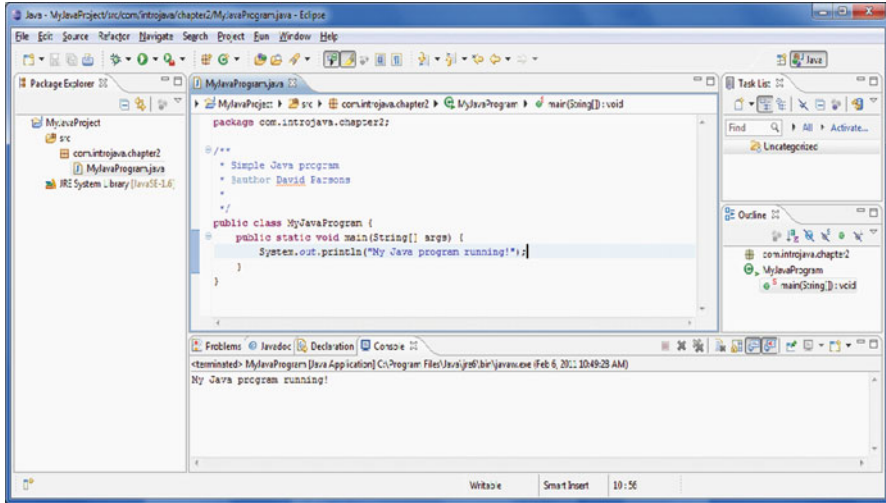 Java - MyJavaProject/src/com/introjava/chapter2/MyJavaProgram.java - Eclipse
File Edit Source Refactor Navigate Search Project Run Window Help
Java
Package Explorer
MyJavaProject
src
com.introjava.chapter2
MyJavaProgram.java
JRE System Library [JavaSE-1.6]
MyJavaProgram.java
MyJavaProject src com.introjava.chapter2 MyJavaProgram main(String[]) : void
package com.introjava.chapter2;
/**
* Simple Java program
* @author David Parsons
*
*/
public class MyJavaProgram {
public static void main(String[] args) {
System.out.println("My Java program running!");
}
}
Task List
Find All Activate...
Uncategorized
Outline
com.introjava.chapter2
MyJavaProgram
S main(String[]) : void
Problems Javadoc Declaration Console
<terminated> MyJavaProgram [Java Application] C:\Program Files\Java\jre6\bin\javaw.exe (Feb 6, 2011 10:49:28 AM)
My Java program running!
Writable Smart Insert 10 : 56